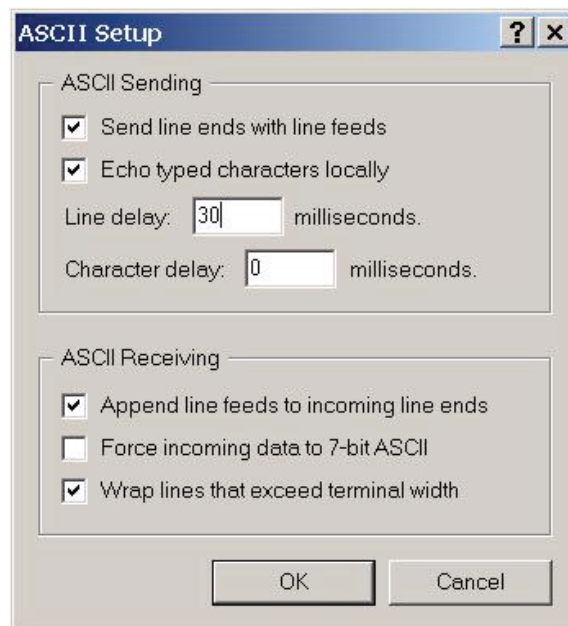 ASCII Setup
ASCII Sending
Send line ends with line feeds
Echo typed characters locally
Line delay: 30 milliseconds.
Character delay: 0 milliseconds.
ASCII Receiving
Append line feeds to incoming line ends
Force incoming data to 7-bit ASCII
Wrap lines that exceed terminal width
OK Cancel